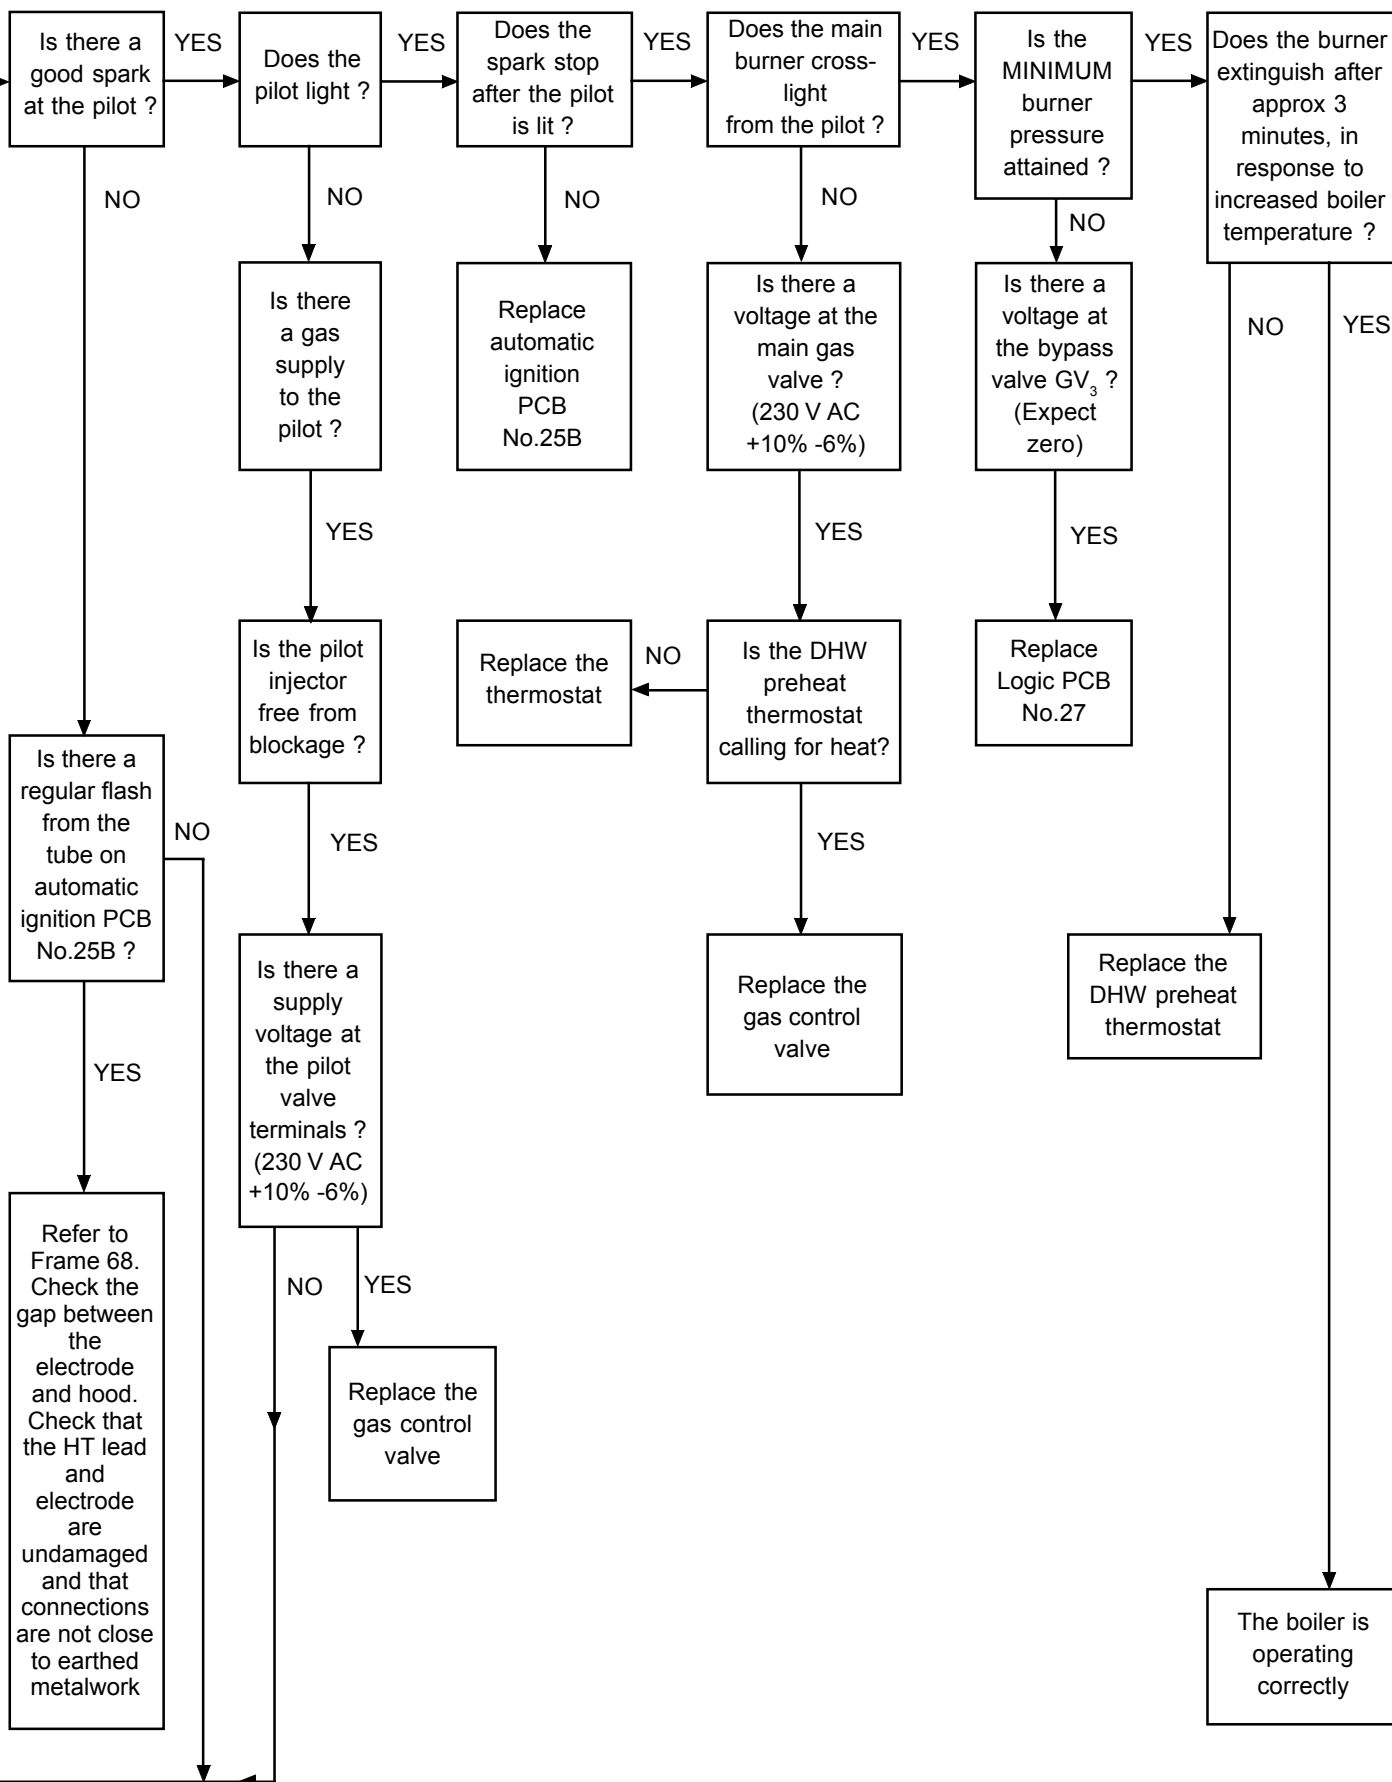 Is there a
good spark
at the pilot ?
YES
Does the
pilot light ?
YES
Does the
spark stop
after the pilot
is lit ?
YES
Does the main
burner cross-
light
from the pilot ?
YES
Is the
MINIMUM
burner
pressure
attained ?
YES
Does the burner
extinguish after
approx 3
minutes, in
response to
increased boiler
temperature ?
NO
NO
NO
NO
NO
NO
YES
Is there
a gas
supply
to the
pilot ?
Replace
automatic
ignition
PCB
No.25B
Is there a
voltage at the
main gas
valve ?
(230 V AC
+10% -6%)
Is there a
voltage at
the bypass
valve GV3 ?
(Expect
zero)
YES
YES
YES
Is the pilot
injector
free from
blockage ?
Replace the
thermostat
NO
Is the DHW
preheat
thermostat
calling for heat?
Replace
Logic PCB
No.27
Is there a
regular flash
from the
tube on
automatic
ignition PCB
No.25B ?
NO
YES
YES
Is there a
supply
voltage at
the pilot
valve
terminals ?
(230 V AC
+10% -6%)
Replace the
gas control
valve
Replace the
DHW preheat
thermostat
YES
Refer to
Frame 68.
Check the
gap between
the
electrode
and hood.
Check that
the HT lead
and
electrode
are
undamaged
and that
connections
are not close
to earthed
metalwork
NO
YES
Replace the
gas control
valve
The boiler is
operating
correctly